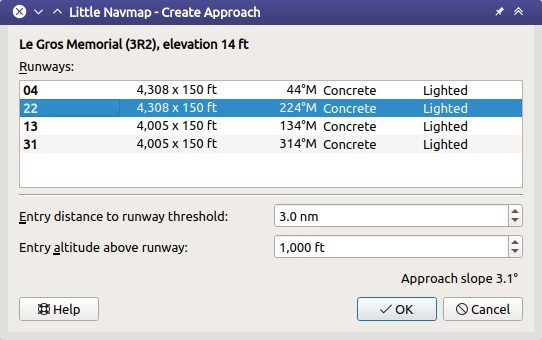 Little Navmap - Create Approach
Le Gros Memorial (3R2), elevation 14 ft
Runways:
04 4,308 x 150 ft 44°M Concrete Lighted
22 4,308 x 150 ft 224°M Concrete Lighted
13 4,005 x 150 ft 134°M Concrete Lighted
31 4,005 x 150 ft 314°M Concrete Lighted
Entry distance to runway threshold: 3.0 nm
Entry altitude above runway: 1,000 ft
Approach slope 3.1°
Help OK Cancel